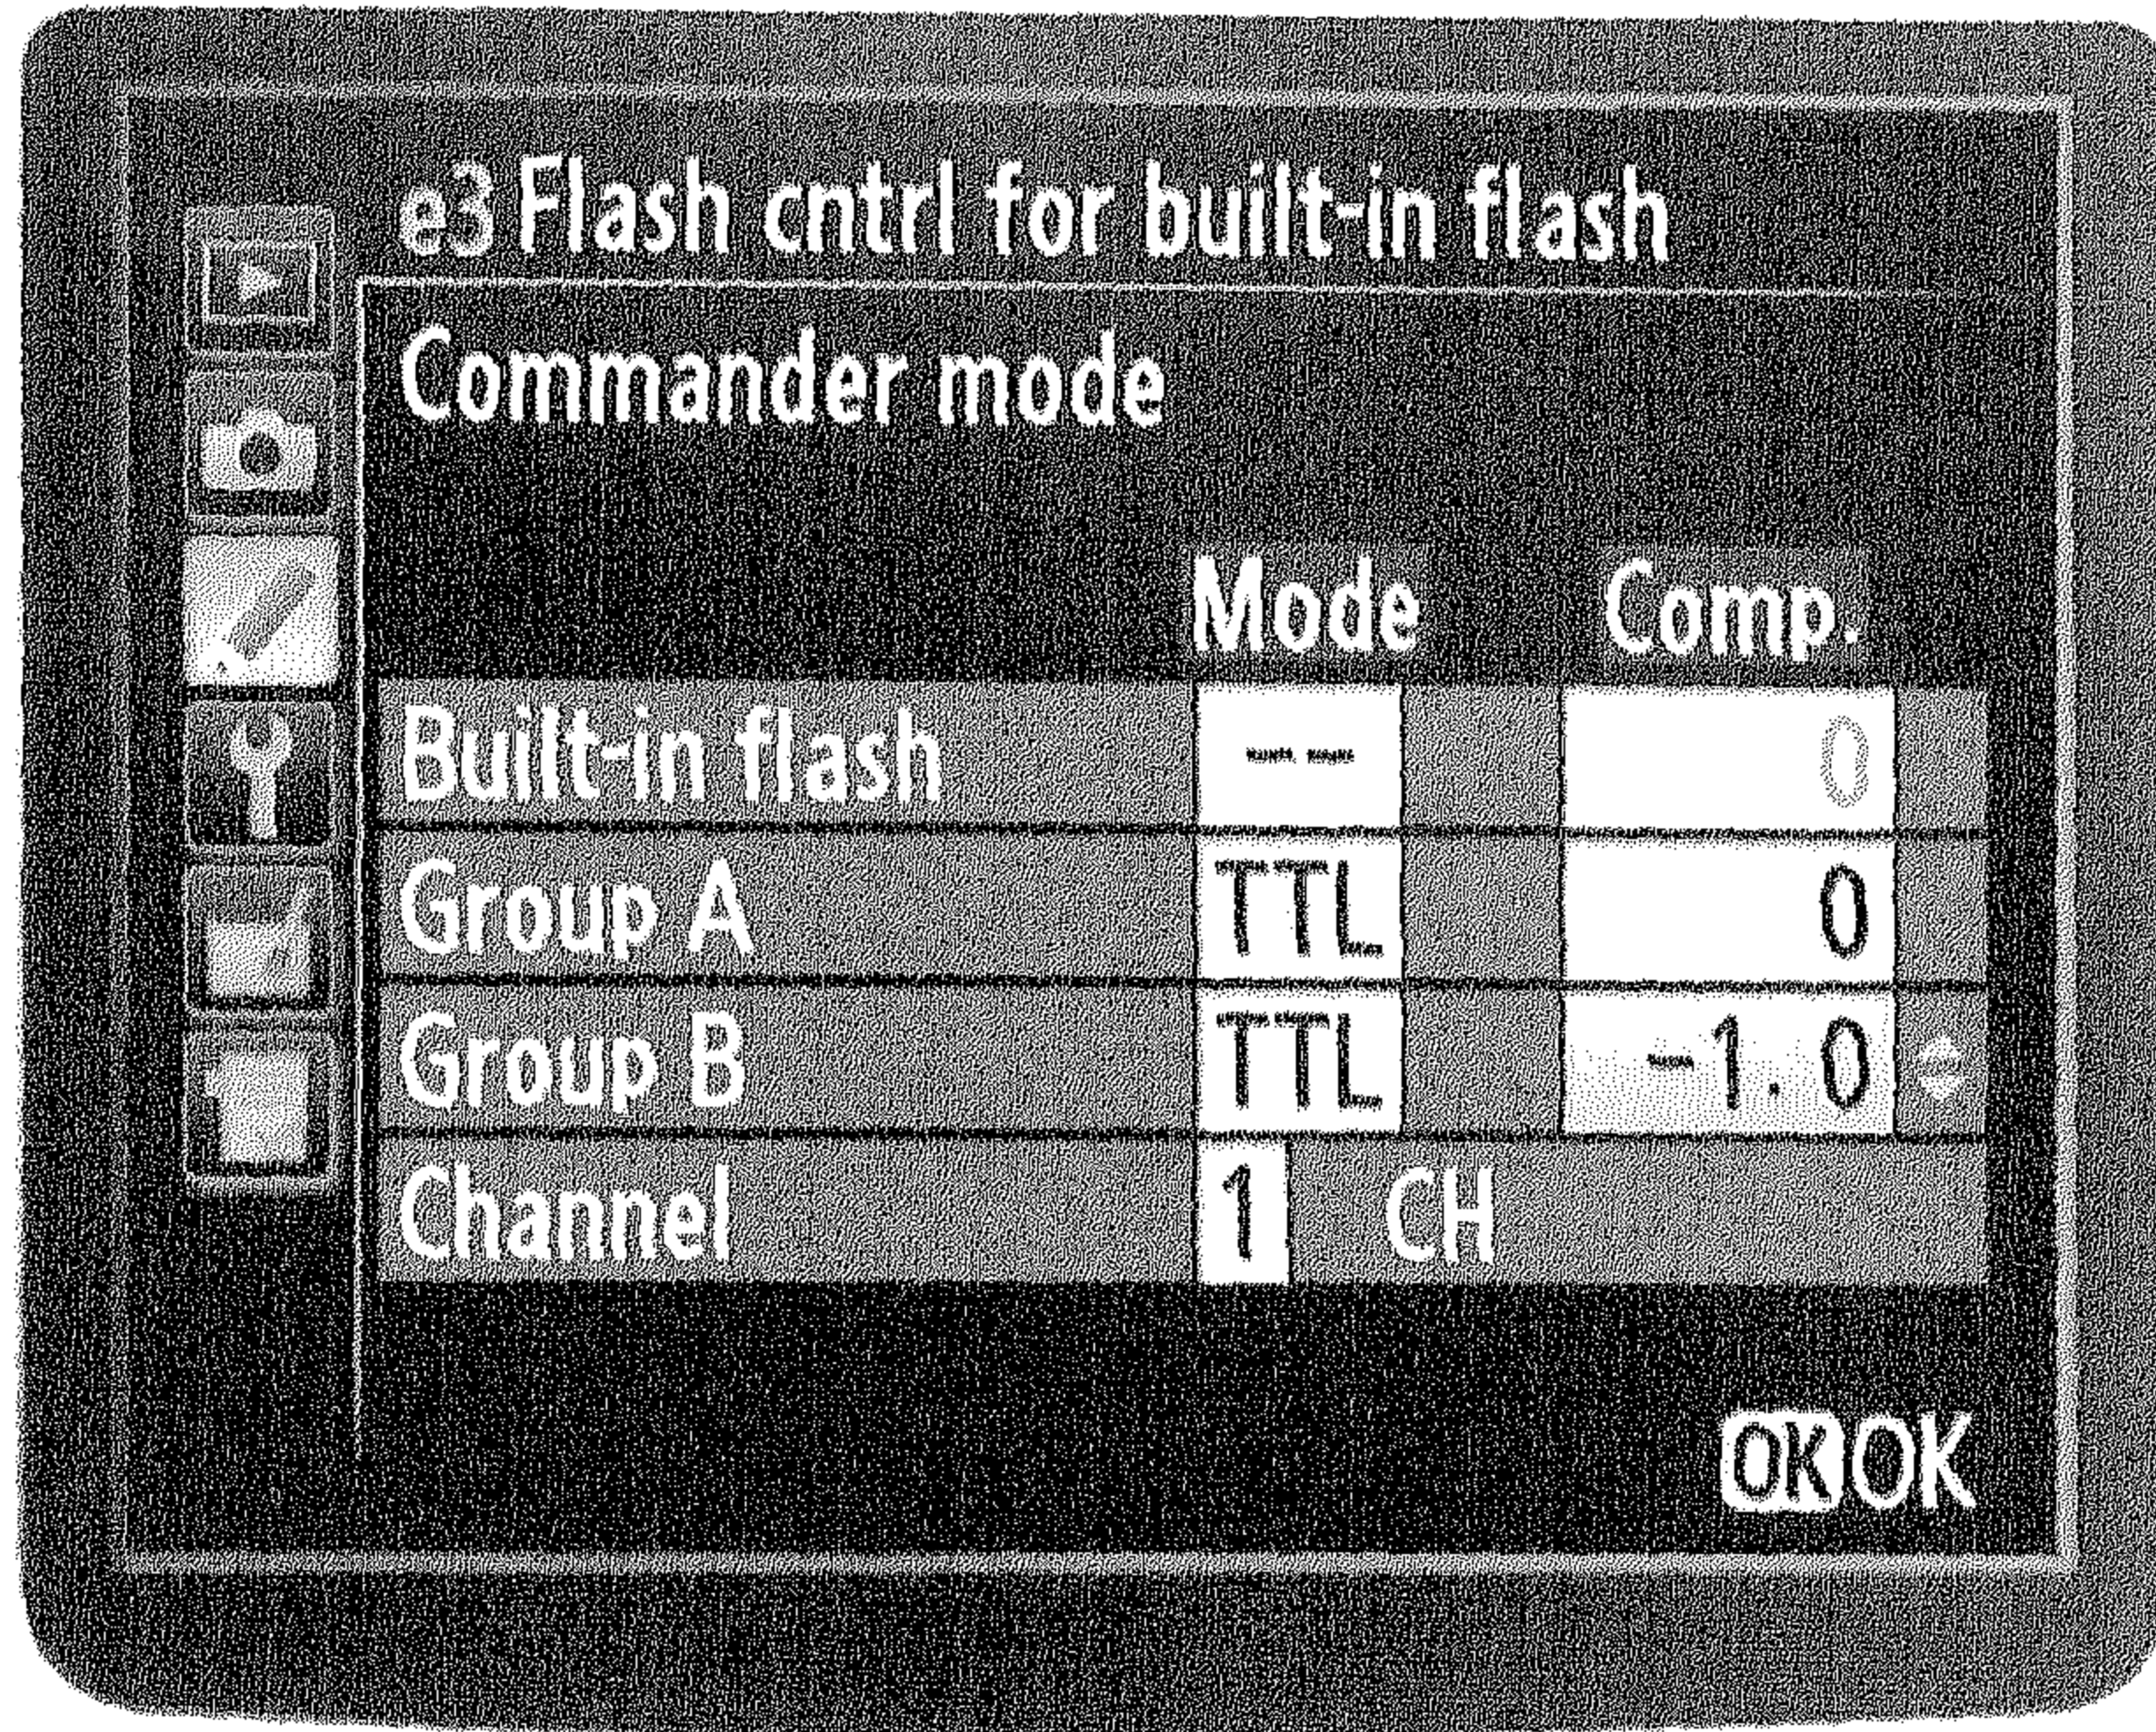 e3 Flash cntrl for built-in flash
Commander mode
Mode Comp.
Built-in flash -- 0
Group A TTL 0
Group B TTL -1.0
Channel 1 CH
OK OK